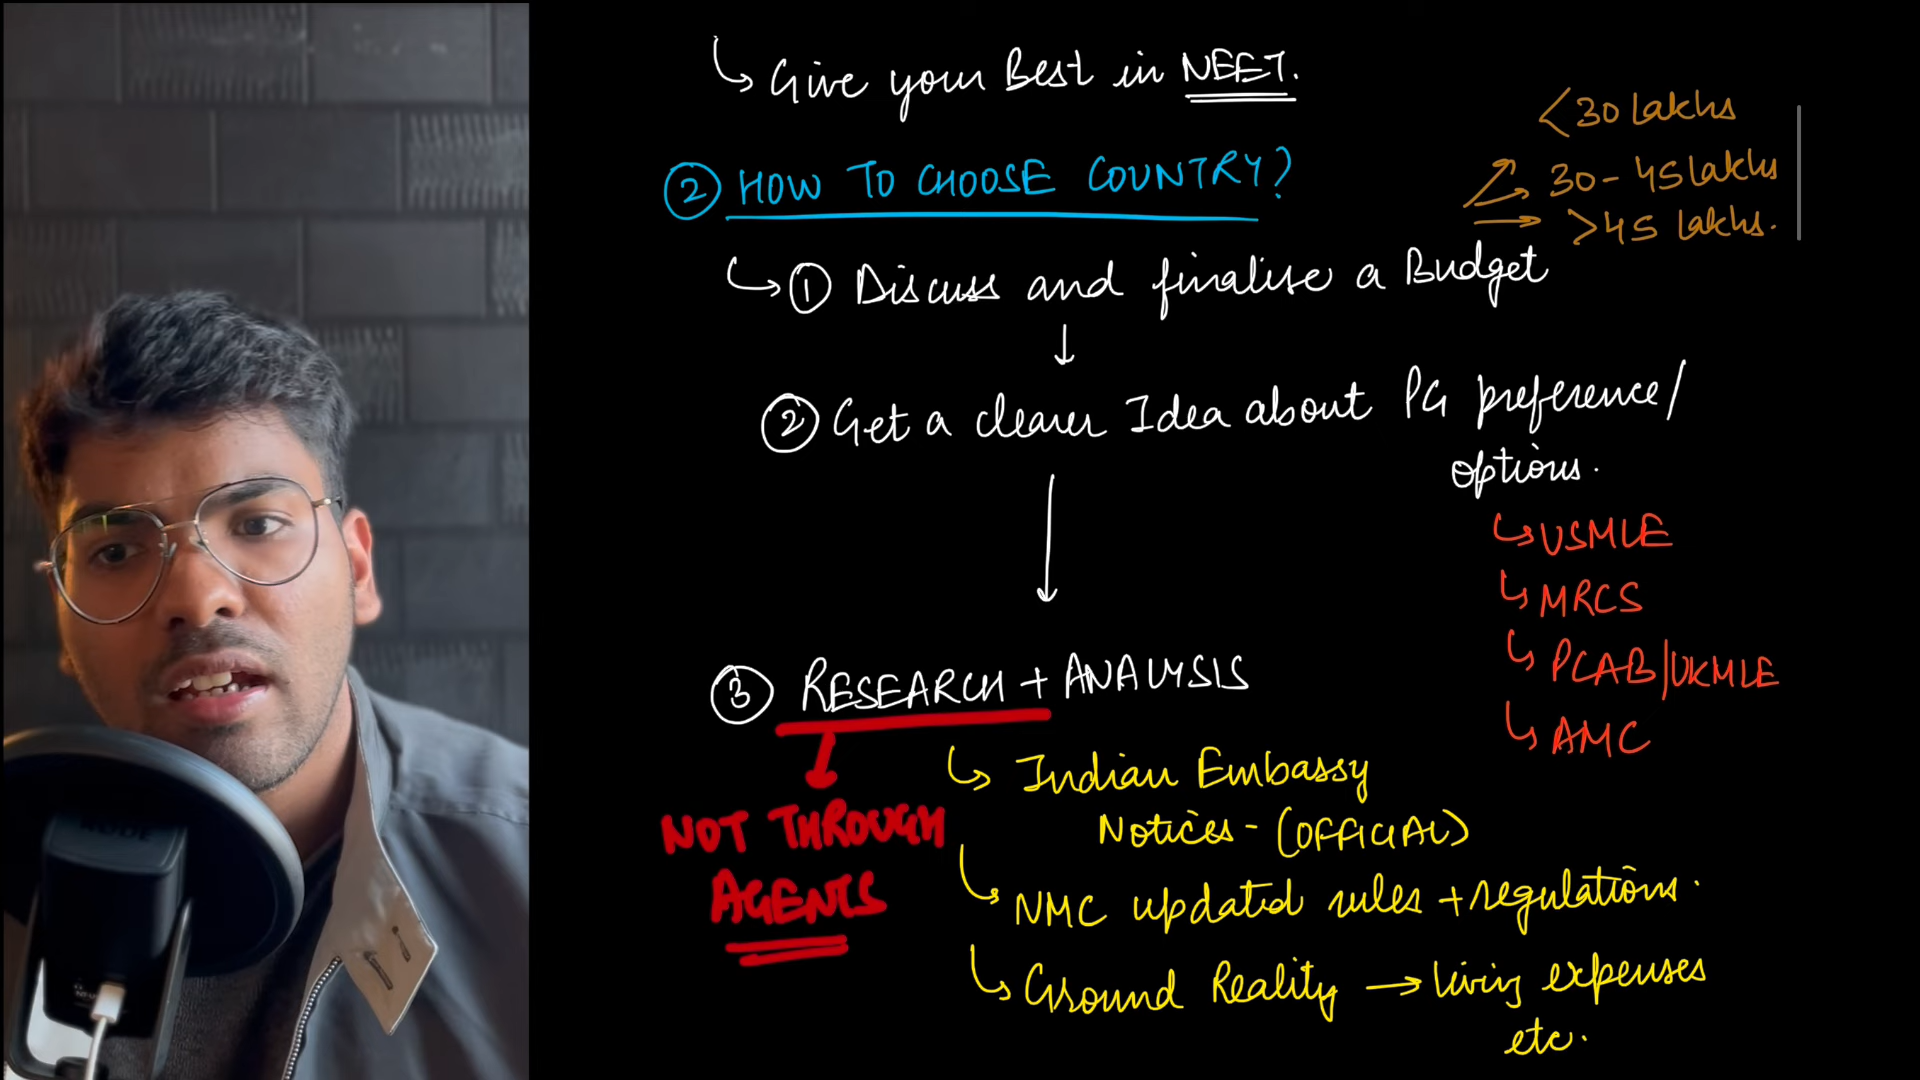 ↳ Give your Best in NEET.
② HOW TO CHOOSE COUNTRY?
<30 lakhs
30-45 lakhs
>45 lakhs.
↳ ① Discuss and finalise a Budget
② Get a clearer Idea about PG preference/
options.
↳ USMLE
↳ MRCS
↳ PCAB|UKMLE
↳ AMC
③ RESEARCH + ANALYSIS
NOT THROUGH
AGENTS
↳ Indian Embassy
Notices - (OFFICIAL)
↳ NMC updated rules + regulations.
↳ Ground Reality → living expenses
etc.
RODE